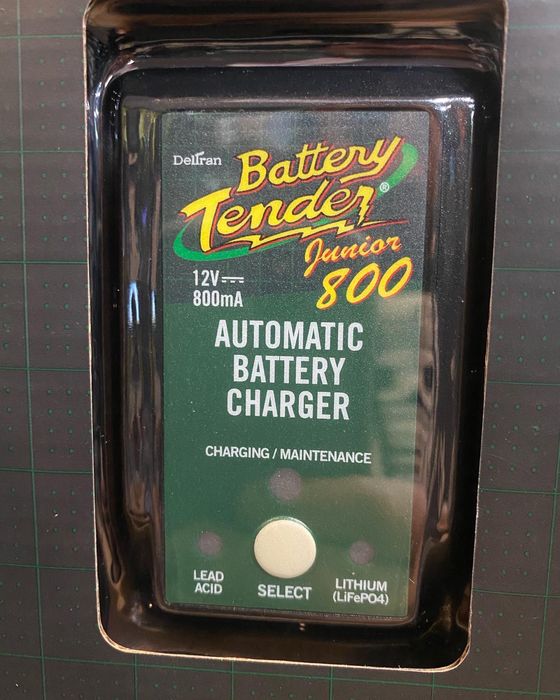 Deltran
Battery
Tender®
Junior
800
12V⎓
800mA
AUTOMATIC
BATTERY
CHARGER
CHARGING / MAINTENANCE
LEAD
ACID
SELECT
LITHIUM
(LiFePO4)